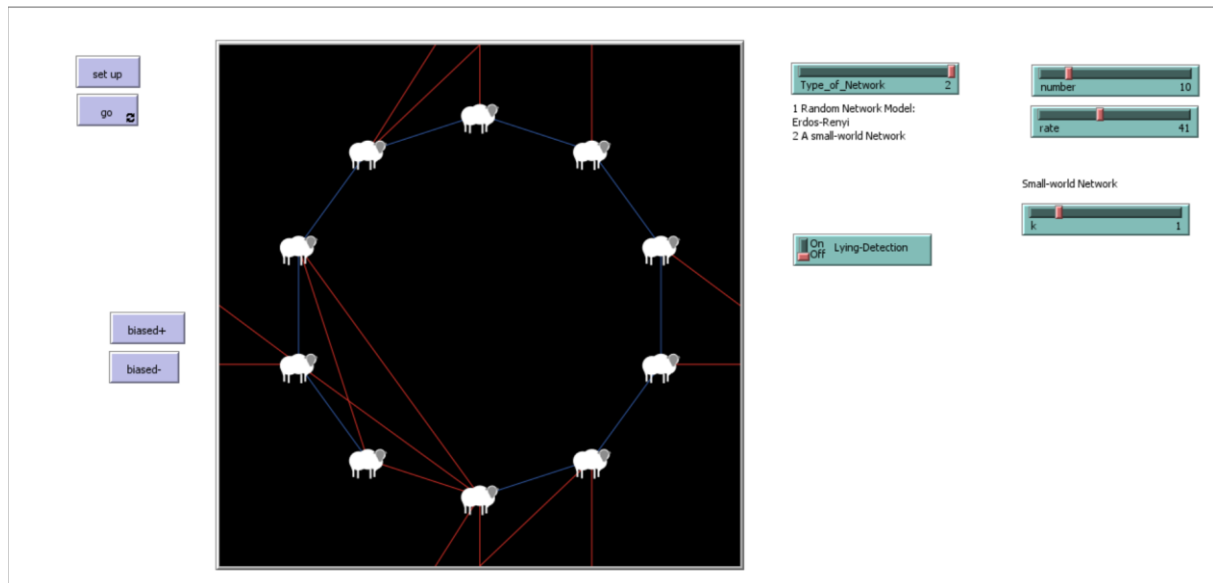 set up
go
biased+
biased-
Type_of_Network 2
1 Random Network Model:
Erdos-Renyi
2 A small-world Network
On
Off
Lying-Detection
number 10
rate 41
Small-world Network
k 1